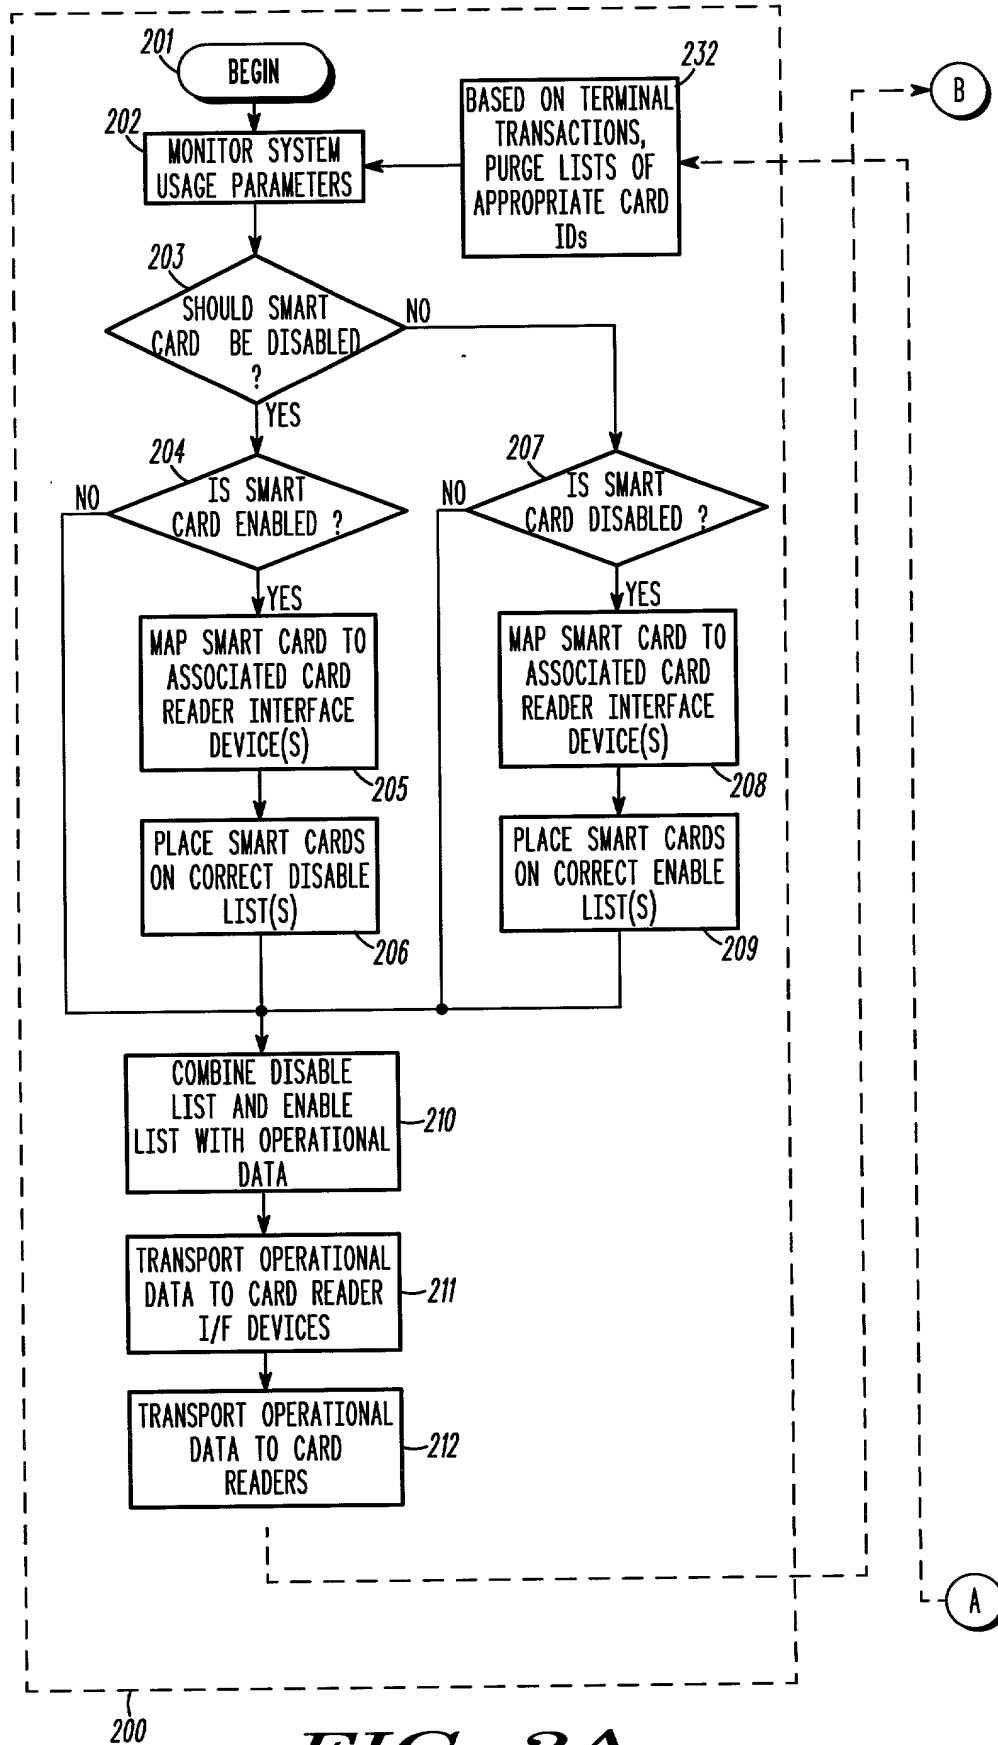 201
BEGIN
202
MONITOR SYSTEM
USAGE PARAMETERS
232
BASED ON TERMINAL
TRANSACTIONS,
PURGE LISTS OF
APPROPRIATE CARD
IDs
B
203
SHOULD SMART
CARD BE DISABLED
?
NO
YES
204
IS SMART
CARD ENABLED ?
NO
YES
207
IS SMART
CARD DISABLED ?
NO
YES
MAP SMART CARD TO
ASSOCIATED CARD
READER INTERFACE
DEVICE(S)
205
MAP SMART CARD TO
ASSOCIATED CARD
READER INTERFACE
DEVICE(S)
208
PLACE SMART CARDS
ON CORRECT DISABLE
LIST(S)
206
PLACE SMART CARDS
ON CORRECT ENABLE
LIST(S)
209
COMBINE DISABLE
LIST AND ENABLE
LIST WITH OPERATIONAL
DATA
210
TRANSPORT OPERATIONAL
DATA TO CARD READER
I/F DEVICES
211
TRANSPORT OPERATIONAL
DATA TO CARD
READERS
212
A
200